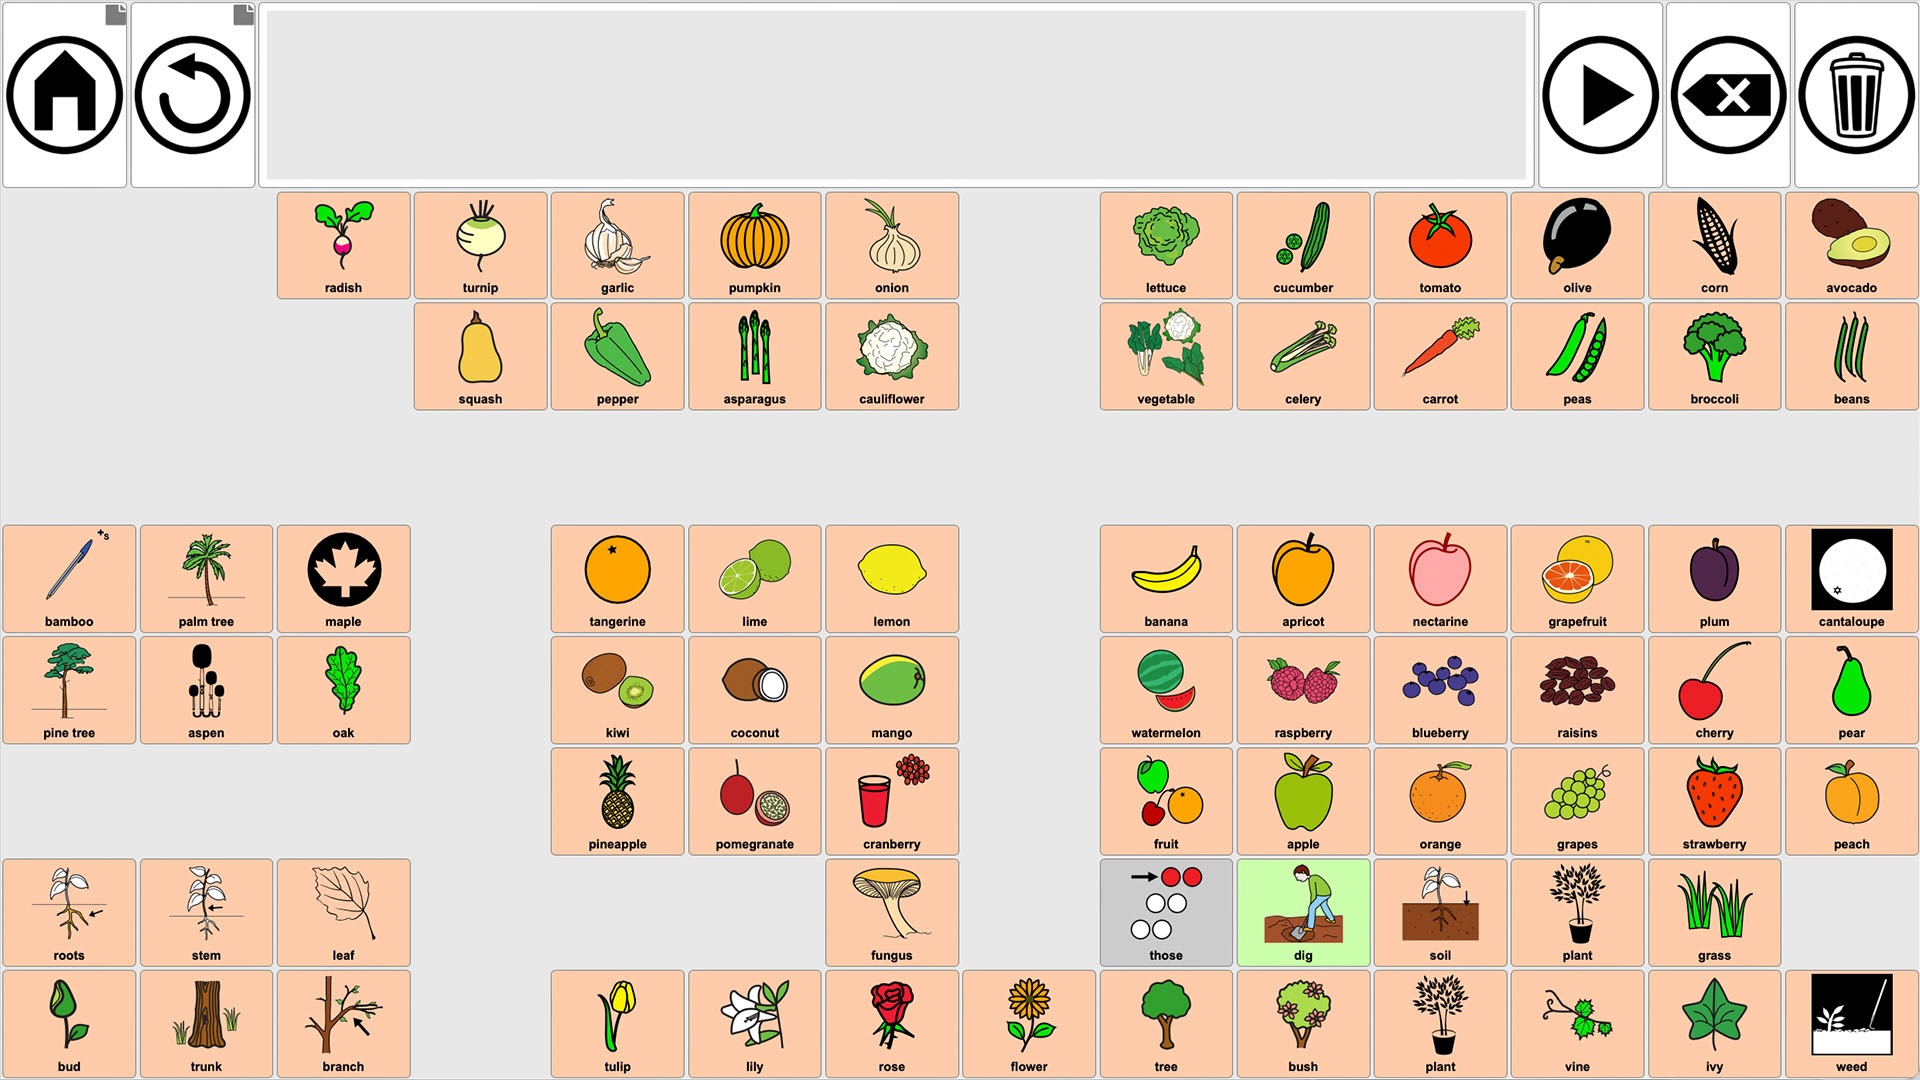 radish turnip garlic pumpkin onion lettuce cucumber tomato olive corn avocado
squash pepper asparagus cauliflower vegetable celery carrot peas broccoli beans
+s
bamboo palm tree maple tangerine lime lemon banana apricot nectarine grapefruit plum cantaloupe
pine tree aspen oak kiwi coconut mango watermelon raspberry blueberry raisins cherry pear
pineapple pomegranate cranberry fruit apple orange grapes strawberry peach
roots stem leaf fungus those dig soil plant grass
bud trunk branch tulip lily rose flower tree bush plant vine ivy weed